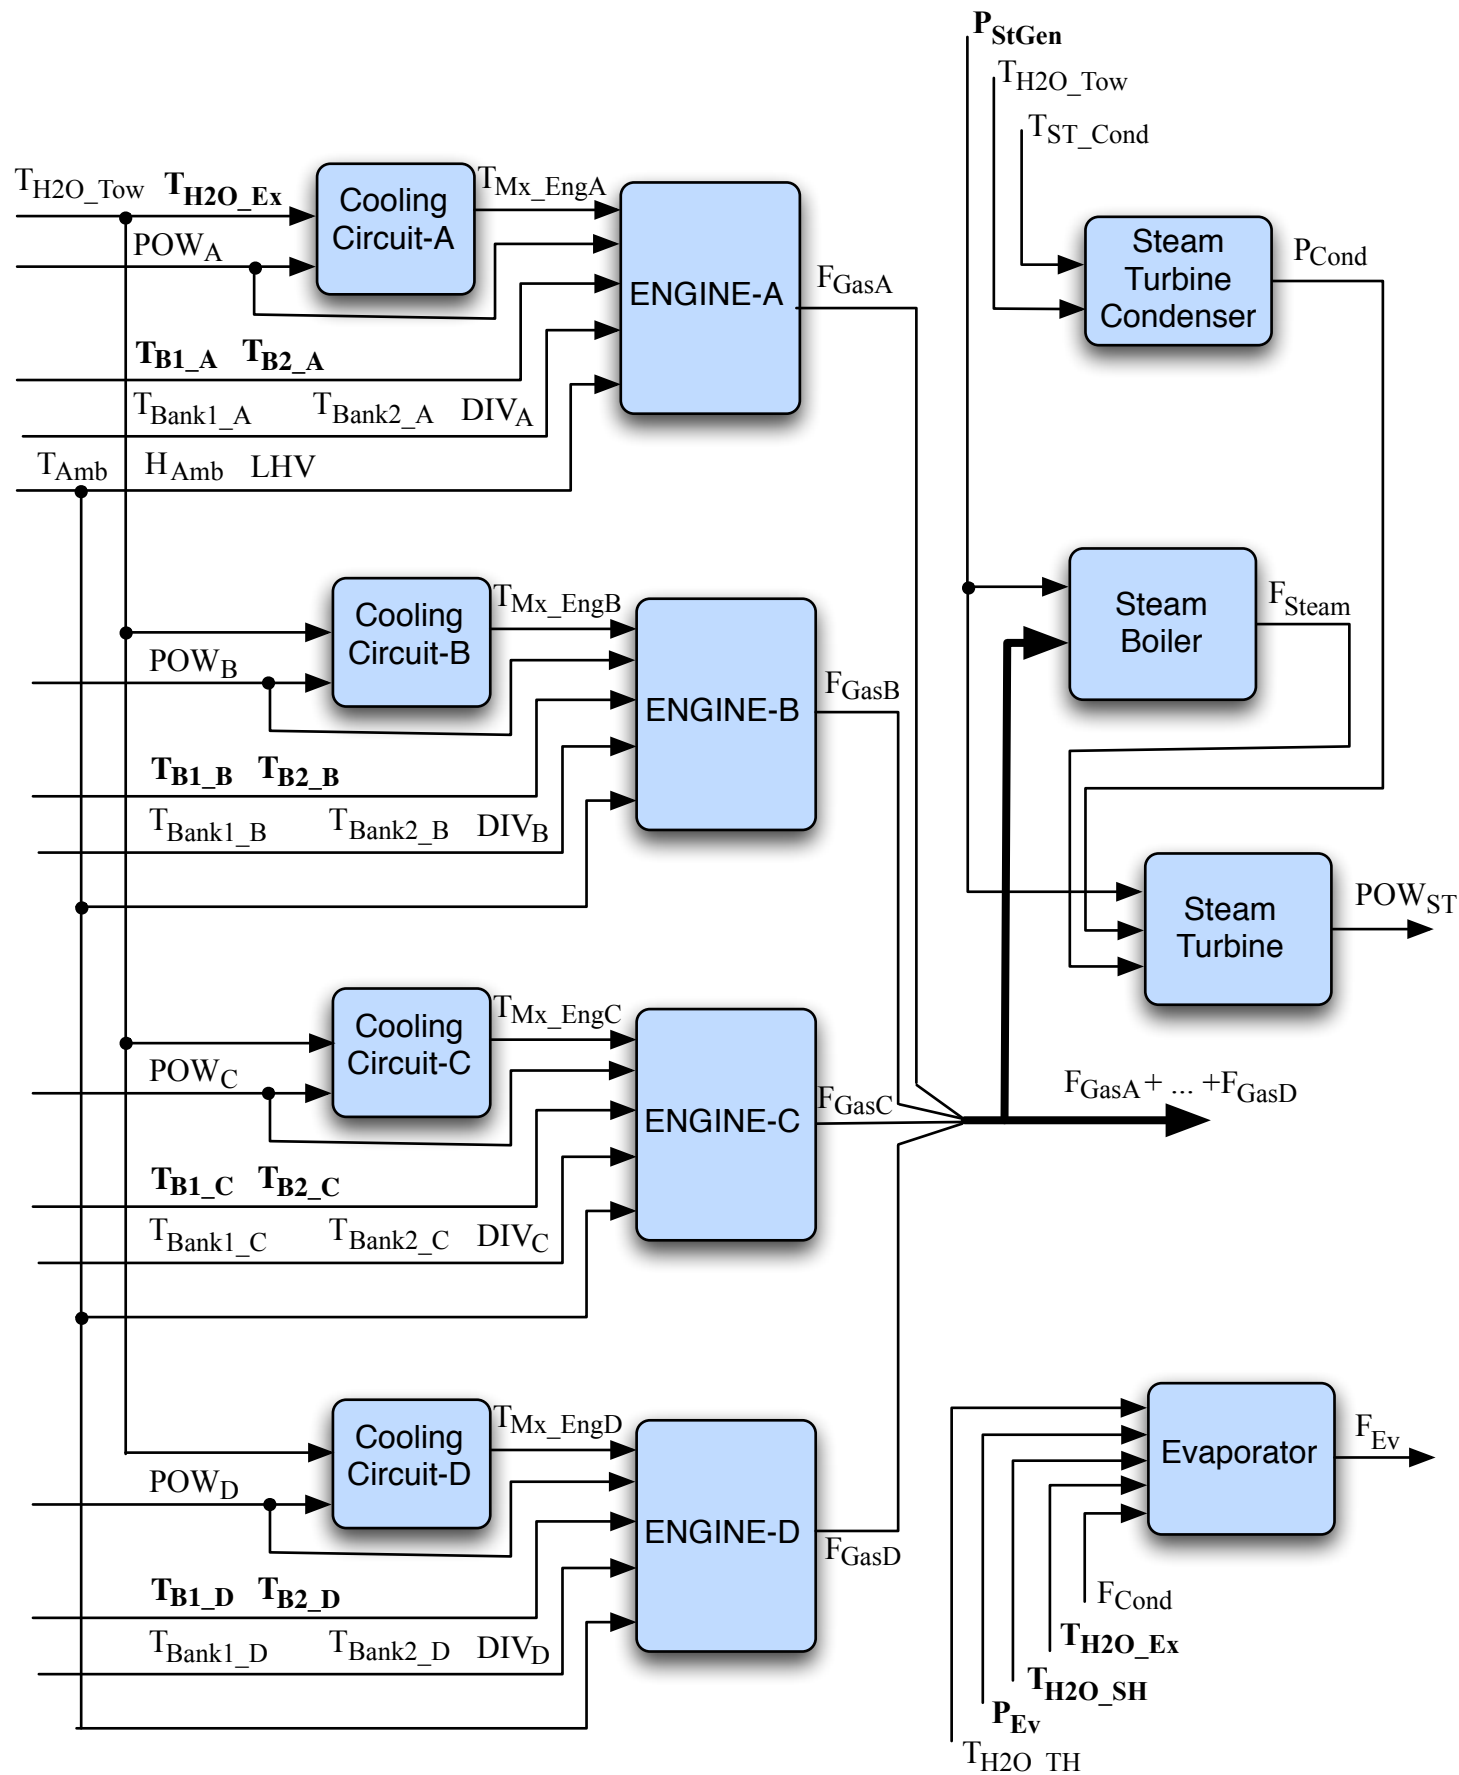 P_StGen
T_H2O_Tow
T_ST_Cond
T_H2O_Tow T_H2O_Ex
Cooling
Circuit-A
T_Mx_EngA
POW_A
ENGINE-A
F_GasA
Steam
Turbine
Condenser
P_Cond
T_B1_A T_B2_A
T_Bank1_A T_Bank2_A DIV_A
T_Amb H_Amb LHV
Cooling
Circuit-B
T_Mx_EngB
POW_B
ENGINE-B
F_GasB
Steam
Boiler
F_Steam
T_B1_B T_B2_B
T_Bank1_B T_Bank2_B DIV_B
Steam
Turbine
POW_ST
Cooling
Circuit-C
T_Mx_EngC
POW_C
ENGINE-C
F_GasC
F_GasA + ... +F_GasD
T_B1_C T_B2_C
T_Bank1_C T_Bank2_C DIV_C
Cooling
Circuit-D
T_Mx_EngD
POW_D
ENGINE-D
F_GasD
Evaporator
F_Ev
T_B1_D T_B2_D
T_Bank1_D T_Bank2_D DIV_D
F_Cond
T_H2O_Ex
T_H2O_SH
P_Ev
T_H2O_TH